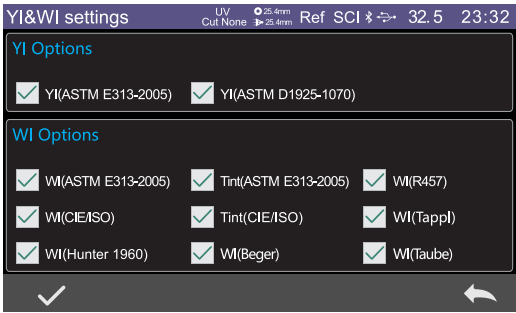 YI&WI settings UV Cut None 25.4mm 25.4mm Ref SCI 32.5 23:32
YI Options
YI(ASTM E313-2005) YI(ASTM D1925-1070)
WI Options
WI(ASTM E313-2005) Tint(ASTM E313-2005) WI(R457)
WI(CIE/ISO) Tint(CIE/ISO) WI(Tappl)
WI(Hunter 1960) WI(Beger) WI(Taube)